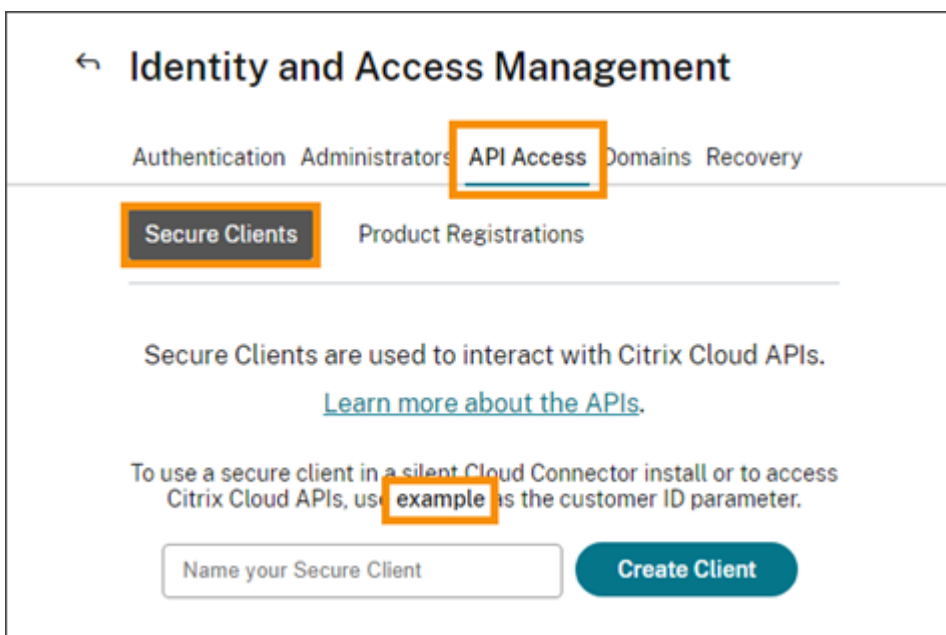 Identity and Access Management
Authentication Administrators API Access Domains Recovery
Secure Clients Product Registrations
Secure Clients are used to interact with Citrix Cloud APIs.
Learn more about the APIs.
To use a secure client in a silent Cloud Connector install or to access
Citrix Cloud APIs, use example as the customer ID parameter.
Name your Secure Client Create Client